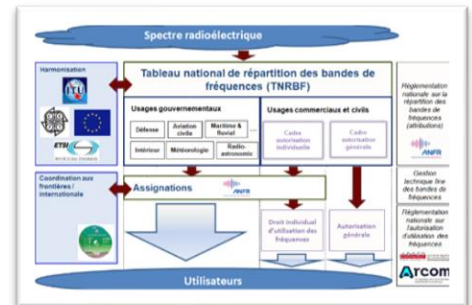 Spectre radioélectrique
Harmonisation
ITU
ETSI
Coordination aux
frontières /
internationale
Tableau national de répartition des bandes de
fréquences (TNRBF)
Usages gouvernementaux
Défense
Aviation
civile
Maritime &
fluvial
...
Intérieur
Météorologie
Radio-
astronomie
Usages commerciaux et civils
Cadre
autorisation
individuelle
Cadre
autorisation
générale
Assignations
ANFR
Droit individuel
d'utilisation des
fréquences
Autorisation
générale
Réglementation
nationale sur la
répartition des
bandes de
fréquences
(attributions)
ANFR
Gestion
technique fine
des bandes de
fréquences
Réglementation
nationale sur
l'autorisation
d'utilisation des
fréquences
Arcom
Utilisateurs